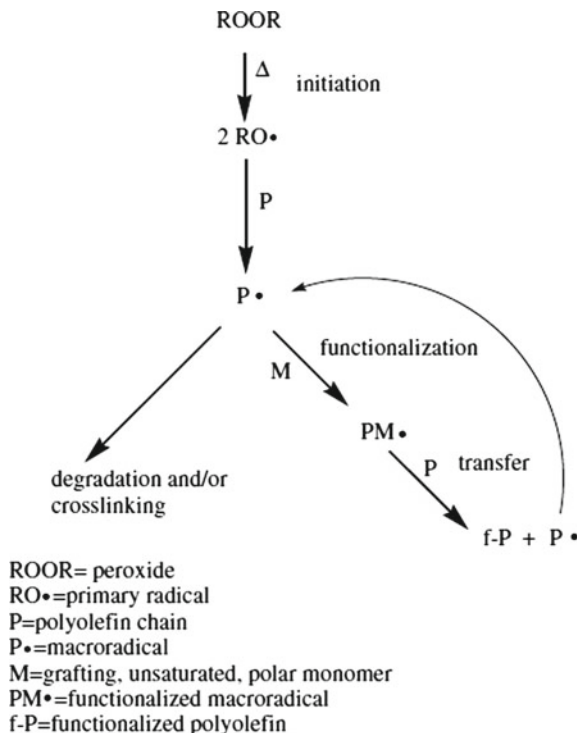 ROOR
Δ
initiation
2 RO•
P
P •
functionalization
M
PM•
P
transfer
degradation and/or
crosslinking
f-P + P •
ROOR= peroxide
RO•=primary radical
P=polyolefin chain
P•=macroradical
M=grafting, unsaturated, polar monomer
PM•=functionalized macroradical
f-P=functionalized polyolefin